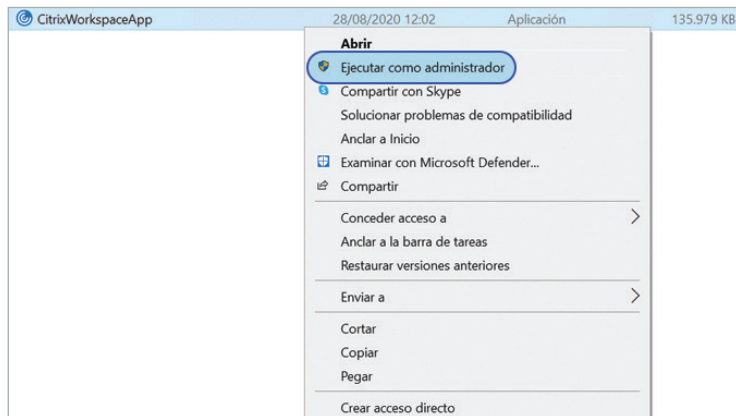 CitrixWorkspaceApp 28/08/2020 12:02 Aplicación 135.979 KB
Abrir
Ejecutar como administrador
Compartir con Skype
Solucionar problemas de compatibilidad
Anclar a Inicio
Examinar con Microsoft Defender...
Compartir
Conceder acceso a
Anclar a la barra de tareas
Restaurar versiones anteriores
Enviar a
Cortar
Copiar
Pegar
Crear acceso directo